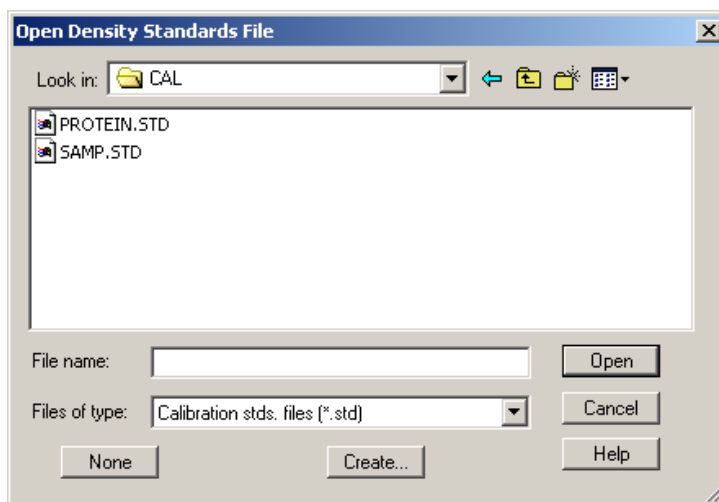 Open Density Standards File
Look in: CAL
PROTEIN.STD
SAMP.STD
File name:
Open
Files of type: Calibration stds. files (*.std)
Cancel
None
Create...
Help